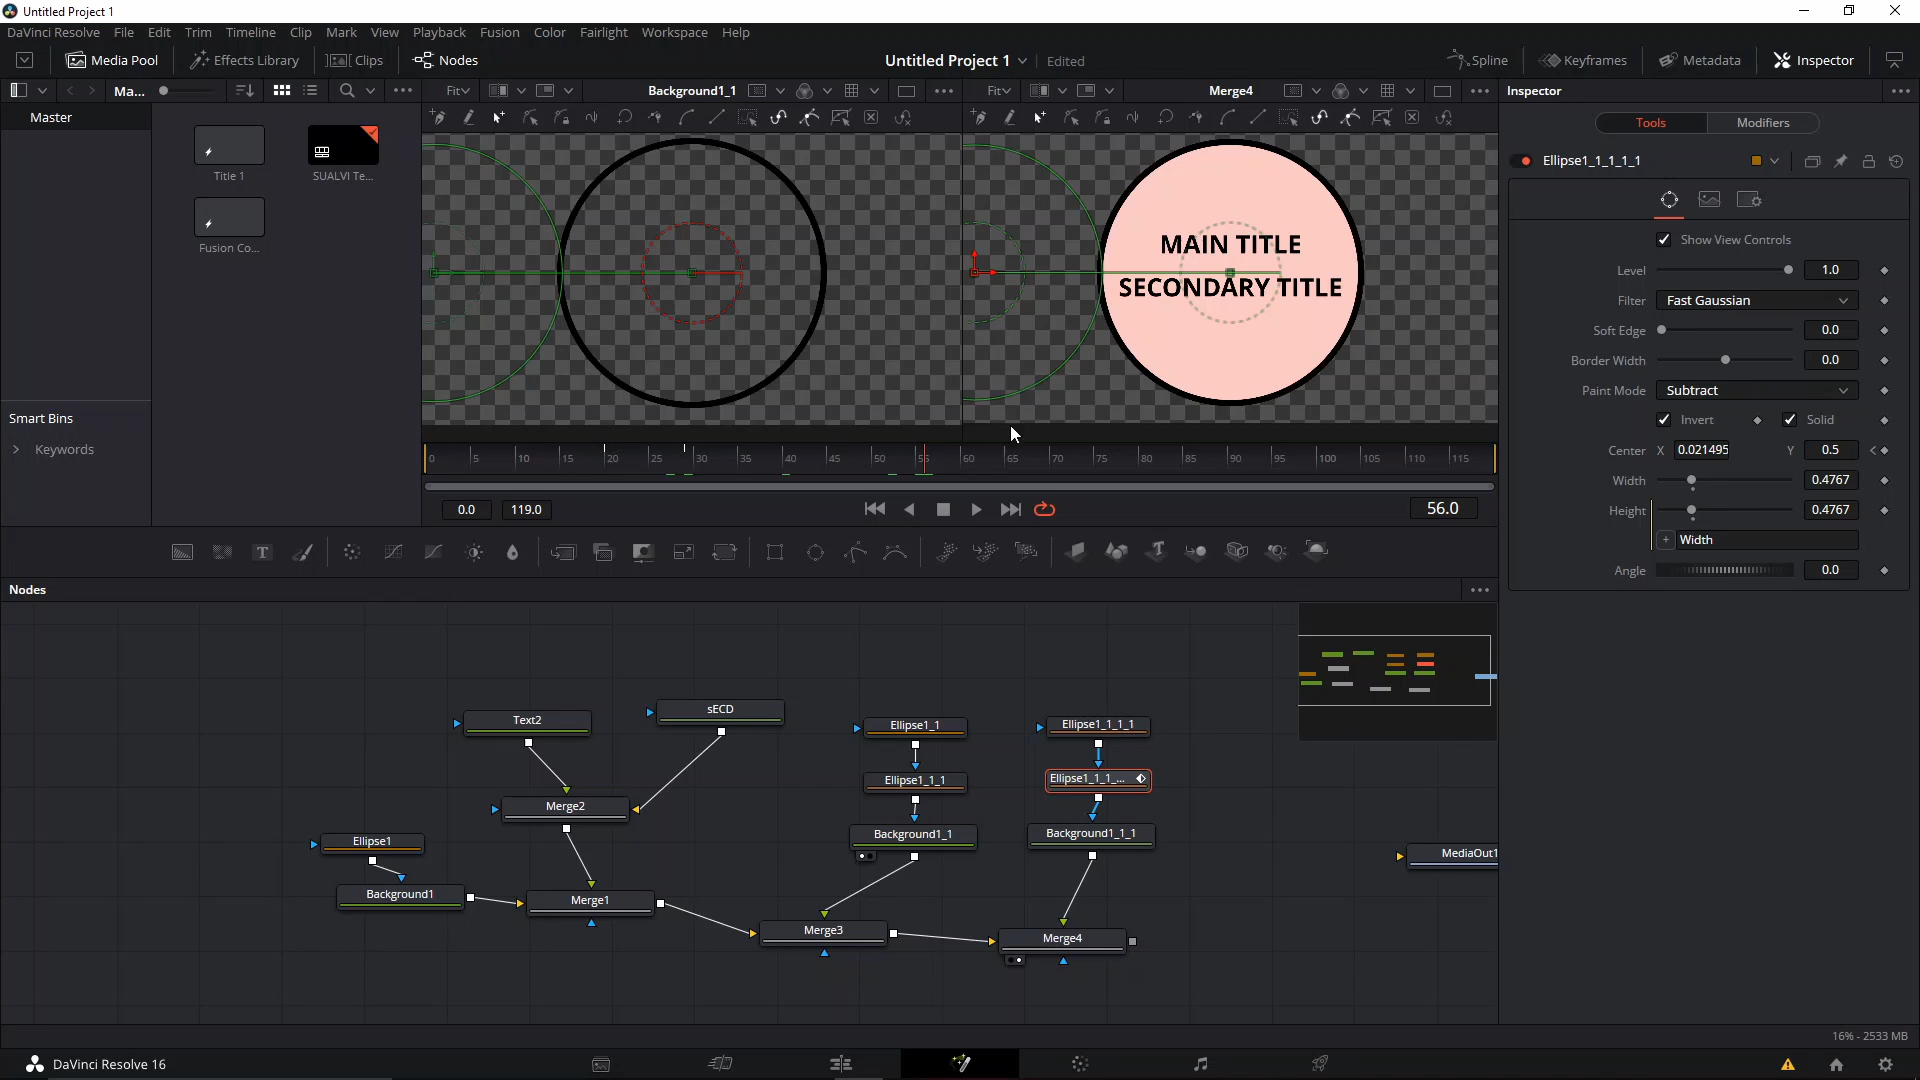 Untitled Project 1
DaVinci Resolve File Edit Trim Timeline Clip Mark View Playback Fusion Color Fairlight Workspace Help
Media Pool Effects Library Clips Nodes Untitled Project 1 Edited Spline Keyframes Metadata Inspector
Ma... Fit Background1_1 Fit Merge4 Inspector
Master
Tools Modifiers
Title 1 SUALVI Te...
Fusion Co...
Ellipse1_1_1_1_1
MAIN TITLE
SECONDARY TITLE
Show View Controls
Level 1.0
Filter Fast Gaussian
Soft Edge 0.0
Border Width 0.0
Paint Mode Subtract
Invert Solid
Center X 0.021495 Y 0.5
Width 0.4767
Height 0.4767
Width
Angle 0.0
Smart Bins
Keywords
0 5 10 15 20 25 30 35 40 45 50 55 60 65 70 75 80 85 90 95 100 105 110 115
0.0 119.0 56.0
Nodes
Text2 sECD Ellipse1_1 Ellipse1_1_1_1
Ellipse1_1_1 Ellipse1_1_1_...
Merge2 Background1_1 Background1_1_1
Ellipse1 MediaOut1
Background1 Merge1
Merge3 Merge4
16% - 2533 MB
DaVinci Resolve 16